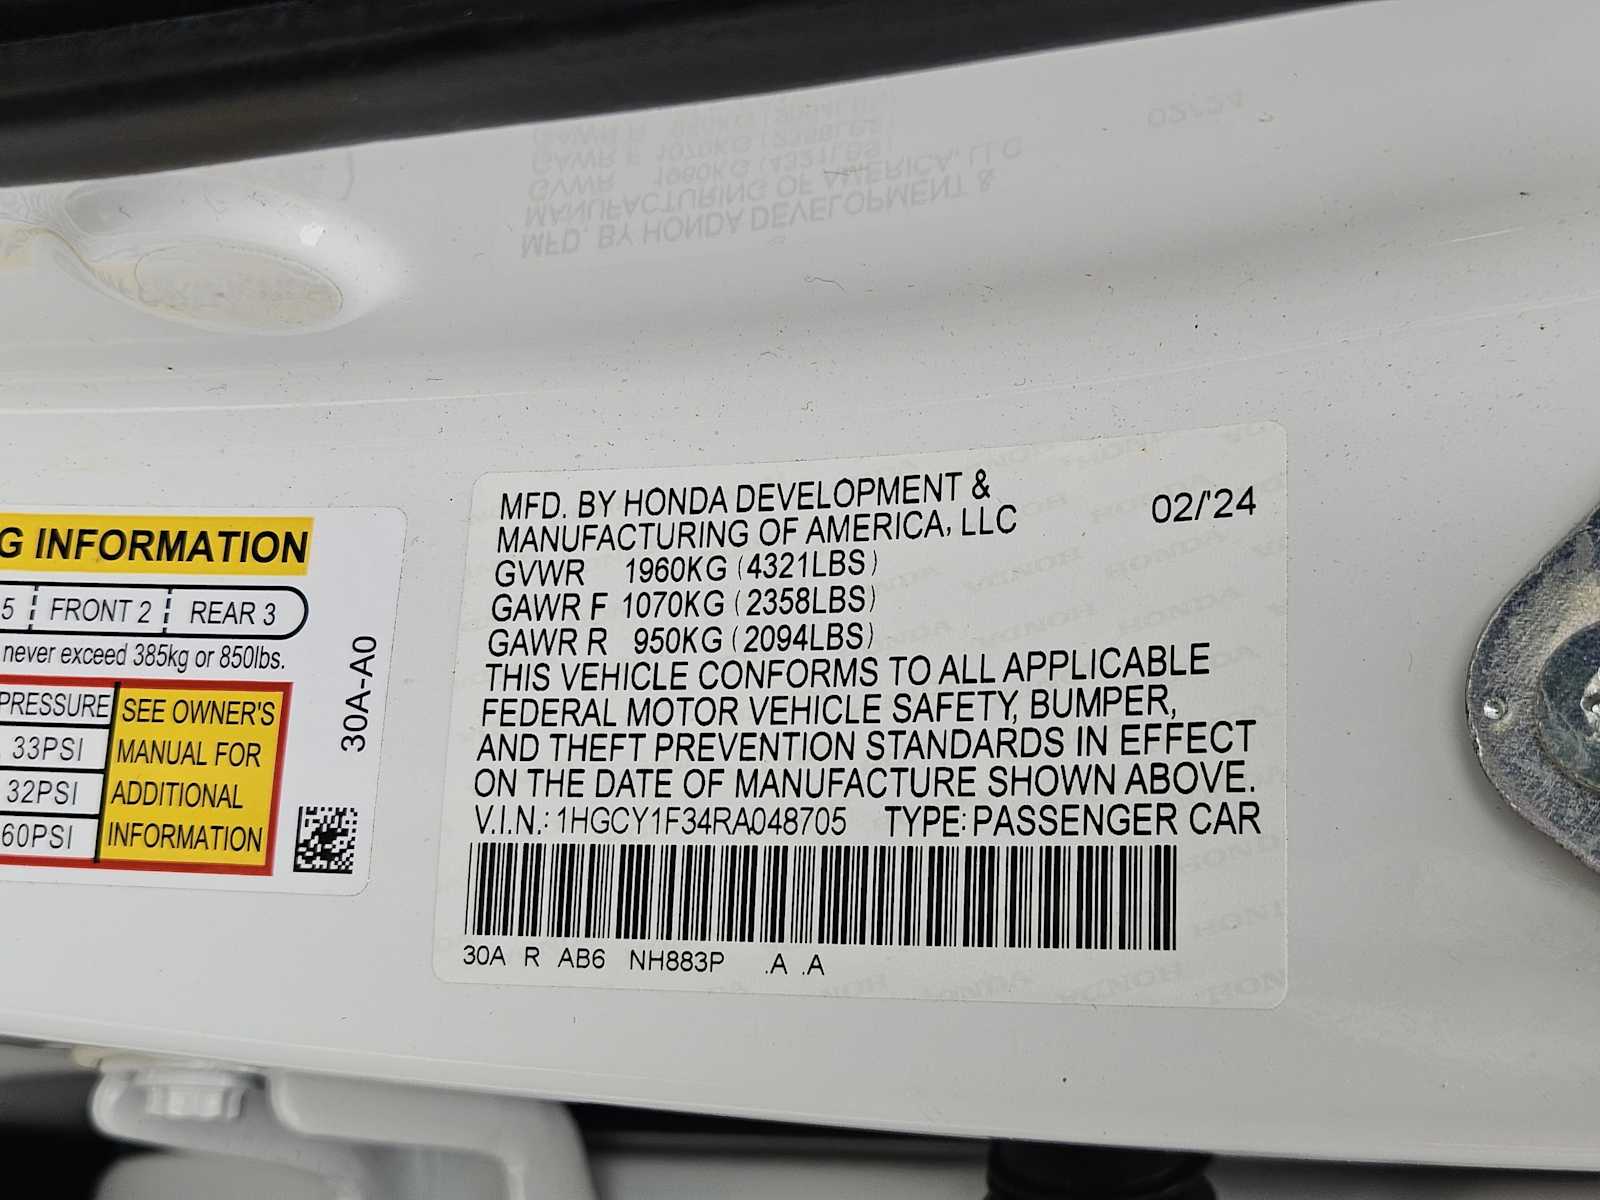 G INFORMATION
5 FRONT 2 REAR 3
never exceed 385kg or 850lbs.
PRESSURE
33PSI
32PSI
60PSI
SEE OWNER'S
MANUAL FOR
ADDITIONAL
INFORMATION
30A-A0
MFD. BY HONDA DEVELOPMENT &
MANUFACTURING OF AMERICA, LLC
02/'24
GVWR 1960KG (4321LBS)
GAWR F 1070KG (2358LBS)
GAWR R 950KG (2094LBS)
THIS VEHICLE CONFORMS TO ALL APPLICABLE
FEDERAL MOTOR VEHICLE SAFETY, BUMPER,
AND THEFT PREVENTION STANDARDS IN EFFECT
ON THE DATE OF MANUFACTURE SHOWN ABOVE.
V.I.N.: 1HGCY1F34RA048705 TYPE: PASSENGER CAR
30A R AB6 NH883P .A .A